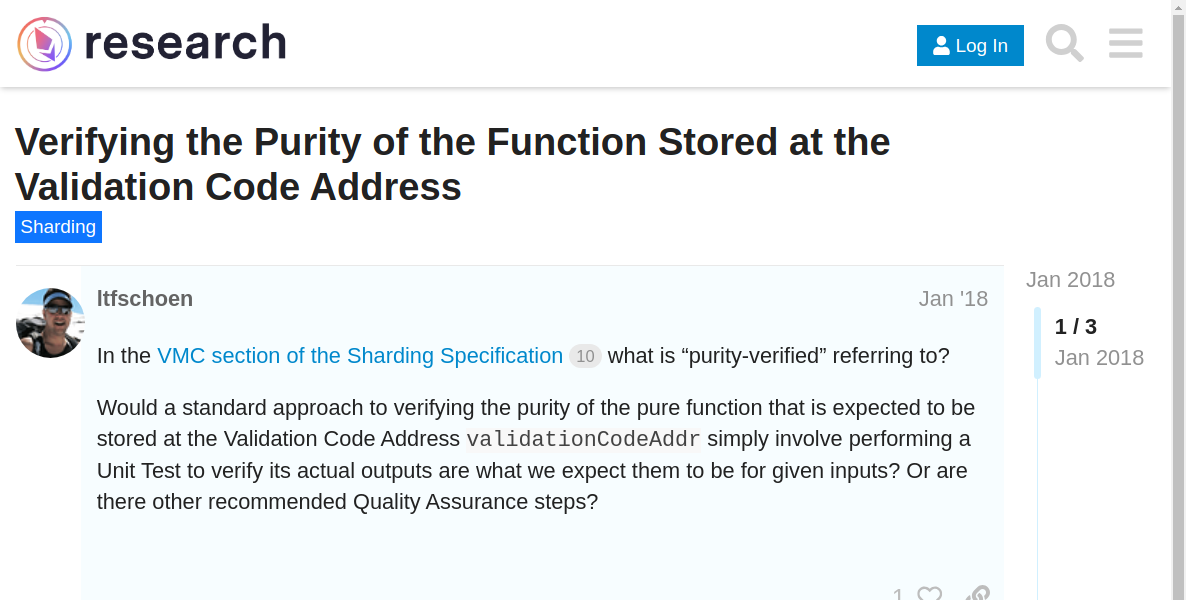 research
Log In
Verifying the Purity of the Function Stored at the
Validation Code Address
Sharding
ltfschoen
Jan '18
In the VMC section of the Sharding Specification 10 what is “purity-verified” referring to?
Would a standard approach to verifying the purity of the pure function that is expected to be
stored at the Validation Code Address validationCodeAddr simply involve performing a
Unit Test to verify its actual outputs are what we expect them to be for given inputs? Or are
there other recommended Quality Assurance steps?
1
Jan 2018
1 / 3
Jan 2018